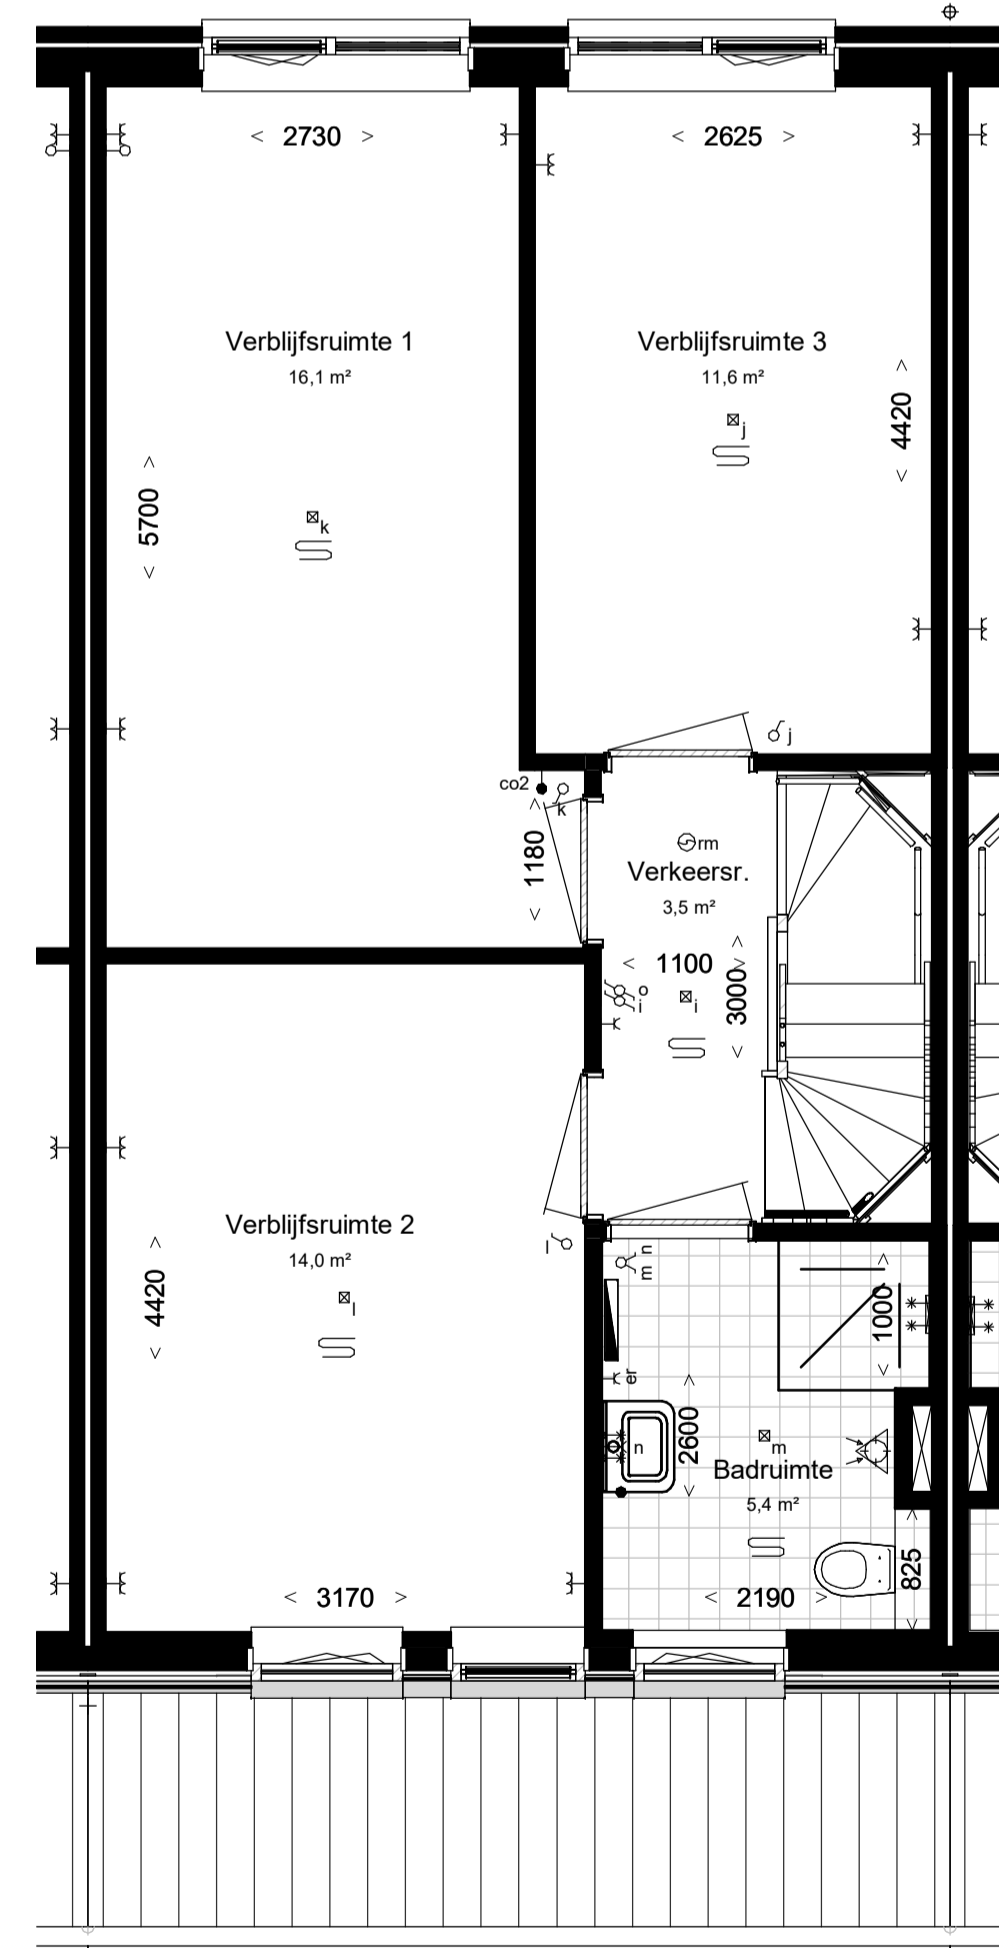 < 2730 >
< 2625 >
Verblijfsruimte 1
16,1 m²
Verblijfsruimte 3
11,6 m²
< 4420 >
j
< 5700 >
k
j
co2
k
< 1180 >
rm
Verkeersr.
3,5 m²
< 1100 >
< 3000 >
o
i
i
Verblijfsruimte 2
14,0 m²
l
< 4420 >
l
m n
< 1000 >
er
< 2600 >
n
m
Badruimte
5,4 m²
< 825 >
< 3170 >
< 2190 >